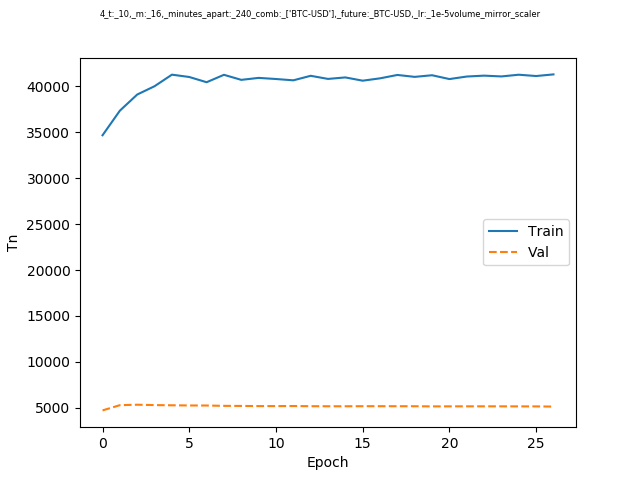 4_t:_10,_m:_16,_minutes_apart:_240_comb:_['BTC-USD'],_future:_BTC-USD,_lr:_1e-5volume_mirror_scaler
40000
35000
30000
25000
20000
15000
10000
5000
Tn
Train
Val
0
5
10
15
20
25
Epoch